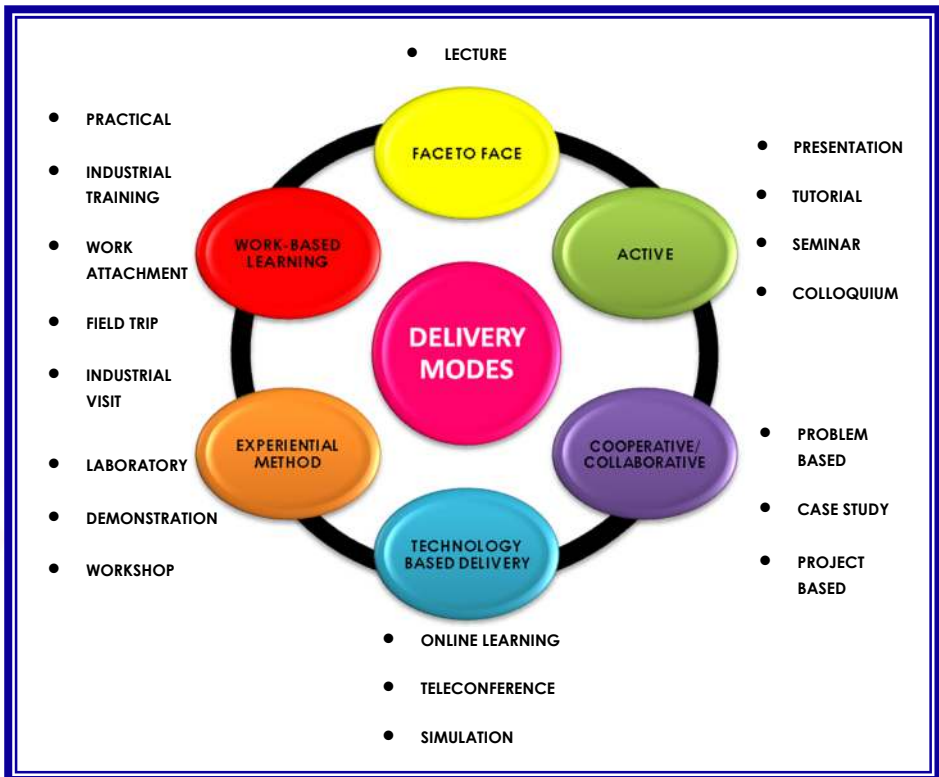 LECTURE
FACE TO FACE
PRACTICAL
INDUSTRIAL
TRAINING
WORK
ATTACHMENT
FIELD TRIP
INDUSTRIAL
VISIT
WORK-BASED
LEARNING
PRESENTATION
TUTORIAL
SEMINAR
COLLOQUIUM
ACTIVE
DELIVERY
MODES
EXPERIENTIAL
METHOD
LABORATORY
DEMONSTRATION
WORKSHOP
COOPERATIVE/
COLLABORATIVE
PROBLEM
BASED
CASE STUDY
PROJECT
BASED
TECHNOLOGY
BASED DELIVERY
ONLINE LEARNING
TELECONFERENCE
SIMULATION